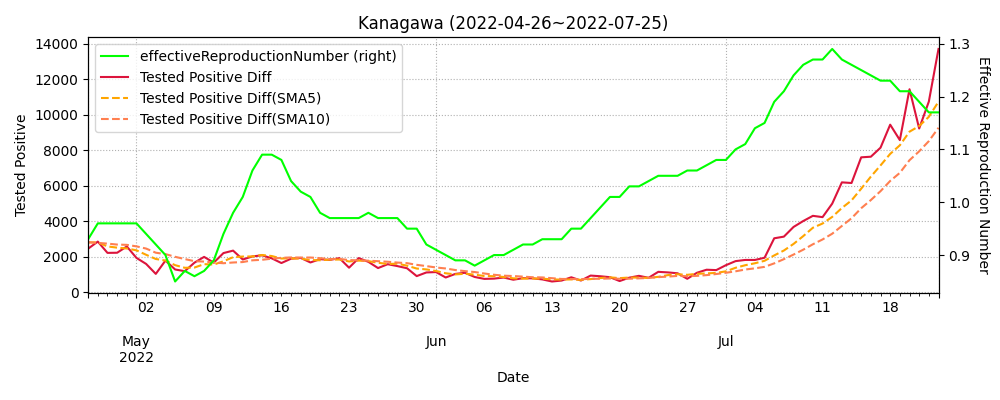 Kanagawa (2022-04-26~2022-07-25)
effectiveReproductionNumber (right)
Tested Positive Diff
Tested Positive Diff(SMA5)
Tested Positive Diff(SMA10)
Tested Positive
14000
12000
10000
8000
6000
4000
2000
0
1.3
1.2
1.1
1.0
0.9
Effective Reproduction Number
02 09 16 23 30 06 13 20 27 04 11 18
May Jun Jul
2022
Date